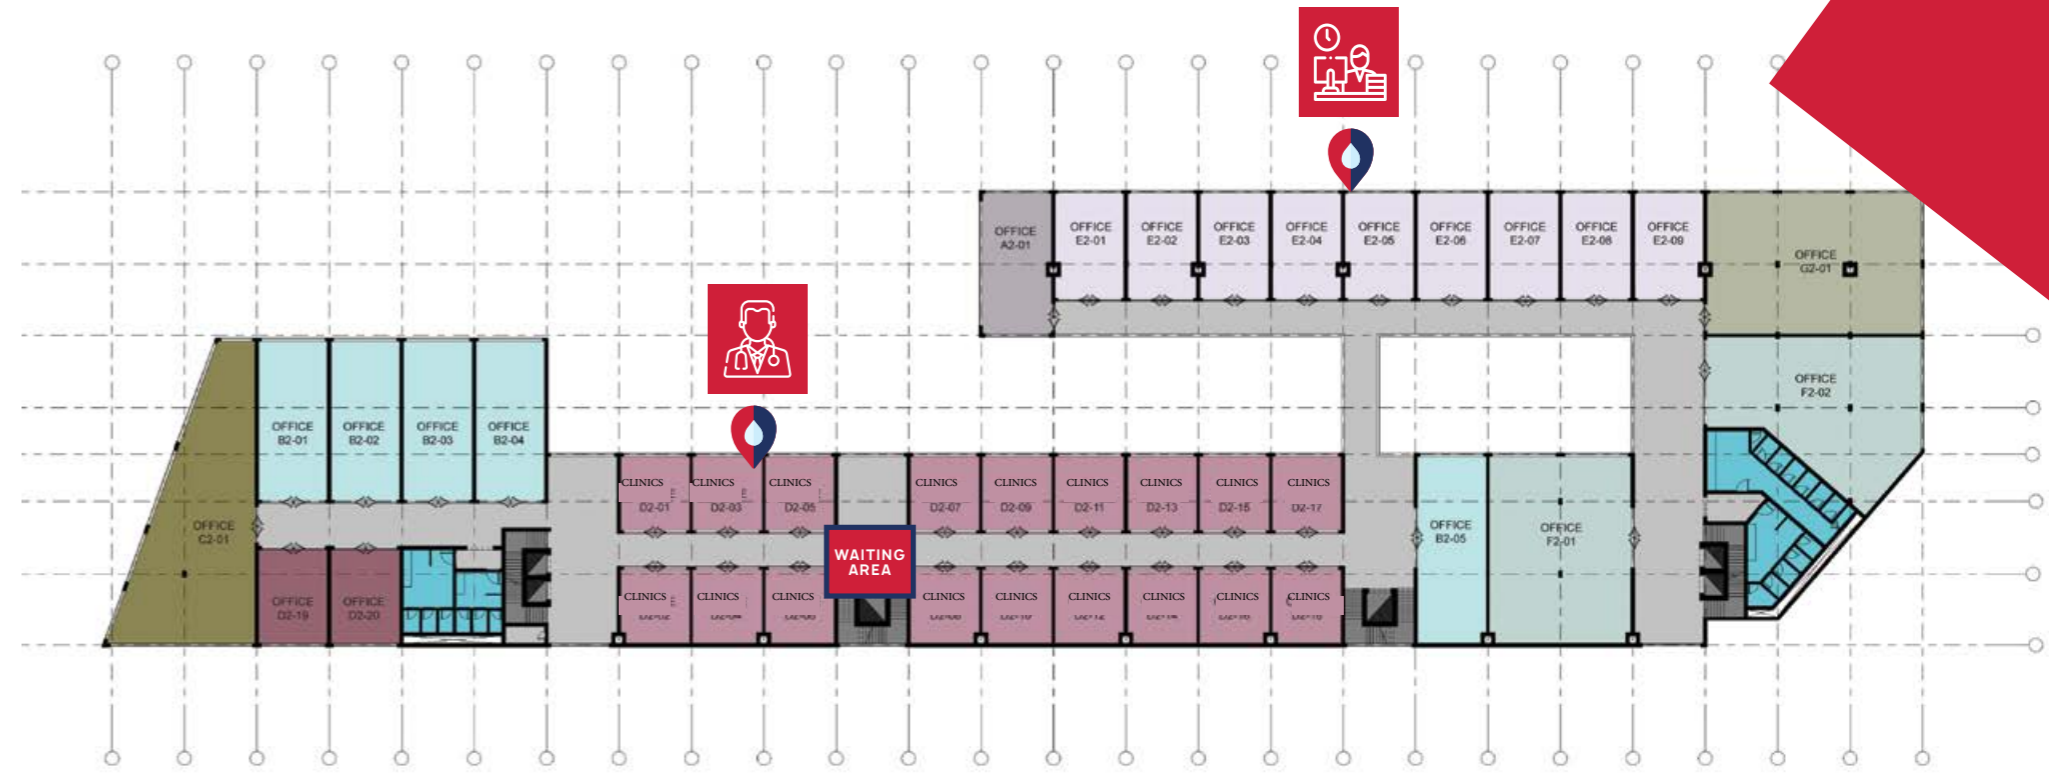 OFFICE
A2-01
OFFICE
E2-01
OFFICE
E2-02
OFFICE
E2-03
OFFICE
E2-04
OFFICE
E2-05
OFFICE
E2-06
OFFICE
E2-07
OFFICE
E2-08
OFFICE
E2-09
OFFICE
G2-01
OFFICE
F2-02
OFFICE
B2-01
OFFICE
B2-02
OFFICE
B2-03
OFFICE
B2-04
OFFICE
C2-01
CLINICS
D2-01
CLINICS
D2-03
CLINICS
D2-05
CLINICS
D2-07
CLINICS
D2-09
CLINICS
D2-11
CLINICS
D2-13
CLINICS
D2-15
CLINICS
D2-17
OFFICE
B2-05
OFFICE
F2-01
WAITING
AREA
OFFICE
D2-19
OFFICE
D2-20
CLINICS
CLINICS
CLINICS
CLINICS
CLINICS
CLINICS
CLINICS
CLINICS
CLINICS